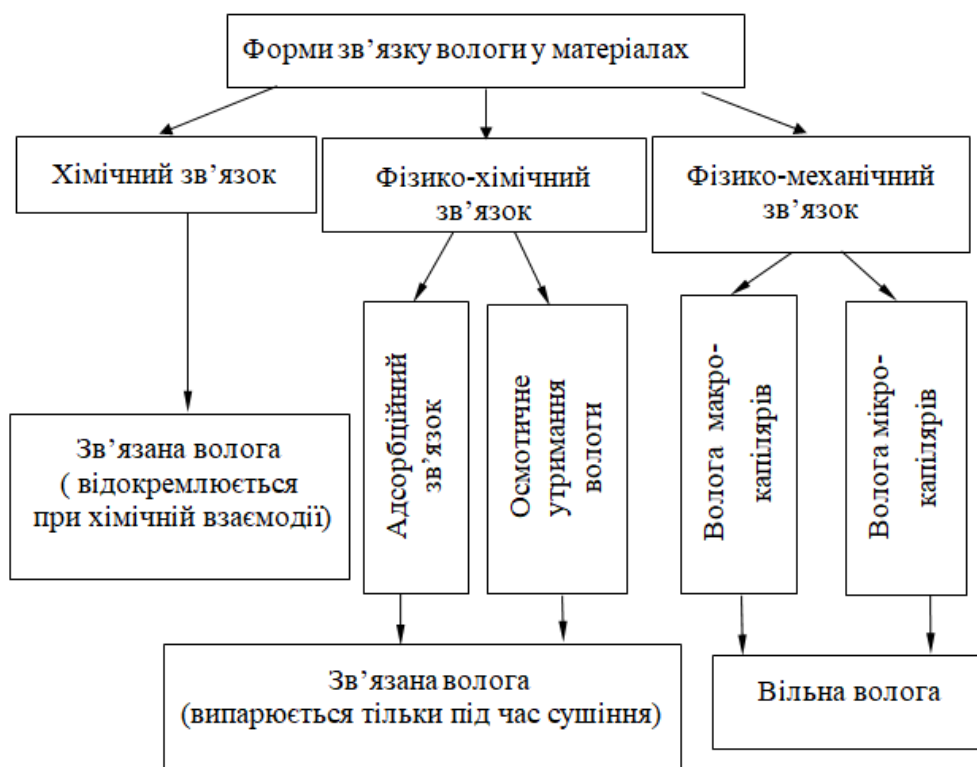 Форми зв’язку вологи у матеріалах
Хімічний зв’язок
Фізико-хімічний
зв’язок
Фізико-механічний
зв’язок
Адсорбційний
зв’язок
Осмотичне
утримання
вологи
Волога макро-
капілярів
Волога мікро-
капілярів
Зв’язана волога
( відокремлюється
при хімічній взаємодії)
Зв’язана волога
(випарюється тільки під час сушіння)
Вільна волога